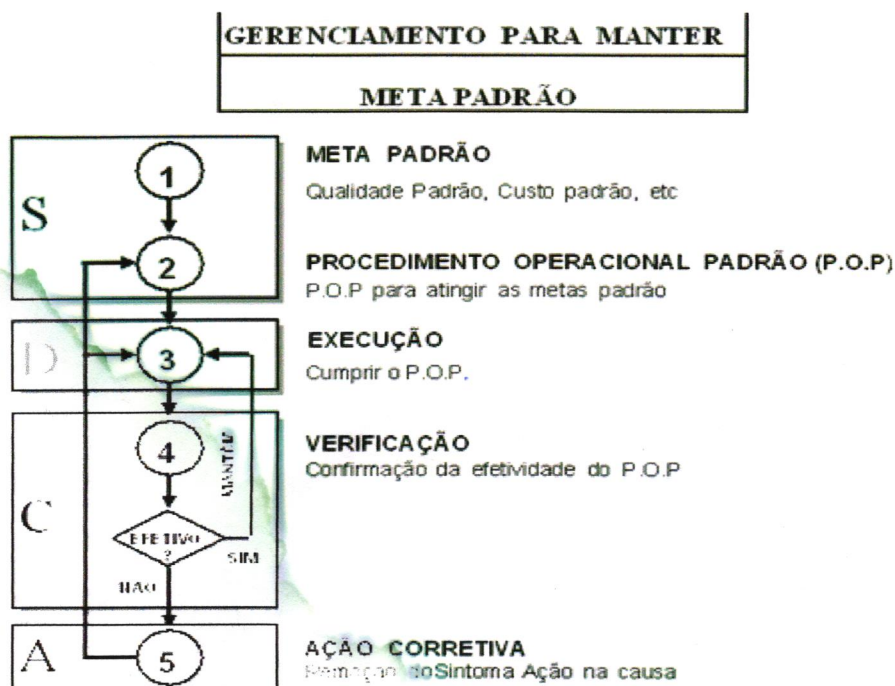 GERENCIAMENTO PARA MANTER
META PADRÃO
S
1
META PADRÃO
Qualidade Padrão, Custo padrão, etc
2
PROCEDIMENTO OPERACIONAL PADRÃO (P.O.P)
P.O.P para atingir as metas padrão
D
3
EXECUÇÃO
Cumprir o P.O.P.
C
4
MANTÉM
VERIFICAÇÃO
Confirmação da efetividade do P.O.P
EFETIVO
?
SIM
NÃO
A
5
AÇÃO CORRETIVA
Remoção do Sintoma Ação na causa